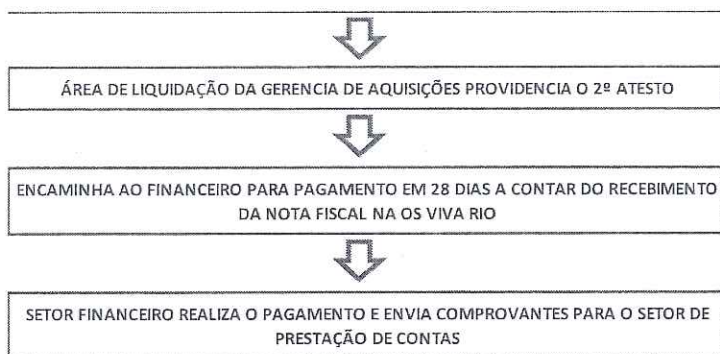 ÁREA DE LIQUIDAÇÃO DA GERENCIA DE AQUISIÇÕES PROVIDENCIA O 2º ATESTO
ENCAMINHA AO FINANCEIRO PARA PAGAMENTO EM 28 DIAS A CONTAR DO RECEBIMENTO
DA NOTA FISCAL NA OS VIVA RIO
SETOR FINANCEIRO REALIZA O PAGAMENTO E ENVIA COMPROVANTES PARA O SETOR DE
PRESTAÇÃO DE CONTAS